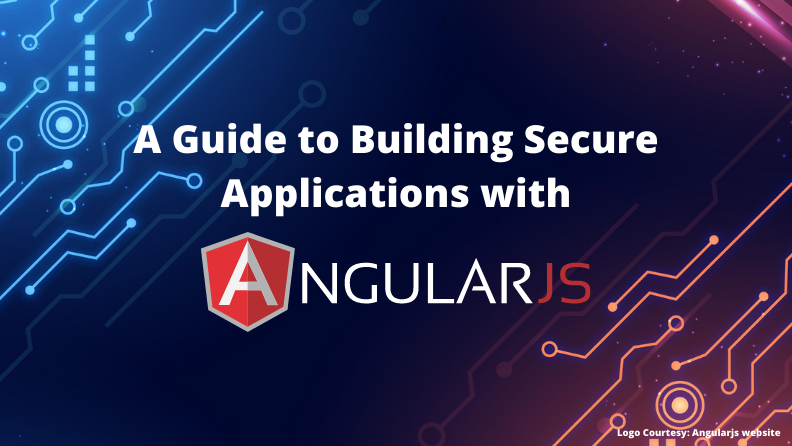 A Guide to Building Secure
Applications with
ANGULARJS
Logo Courtesy: Angularjs website